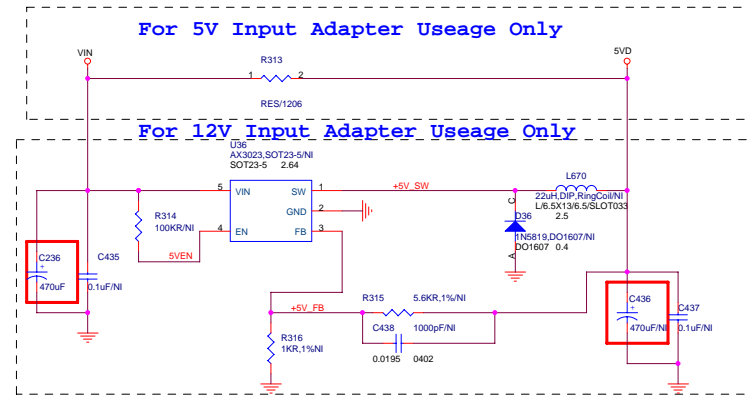 For 5V Input Adapter Useage Only
VIN
5VD
R313
1
2
RES/1206
For 12V Input Adapter Useage Only
U36
AX3023,SOT23-5/NI
SOT23-5 2.64
5
VIN
SW
1
+5V_SW
GND
2
4
EN
FB
3
R314
100KR/NI
5VEN
L670
22uH,DIP,RingCoil/NI
L/6.5X13/6.5/SLOT033
2.5
C
D36
1N5819,DO1607/NI
DO1607 0.4
A
C236
+
470uF
C435
0.1uF/NI
+5V_FB
R315
5.6KR,1%/NI
C438
1000pF/NI
0.0195 0402
R316
1KR,1%NI
C436
+
470uF/NI
C437
0.1uF/NI